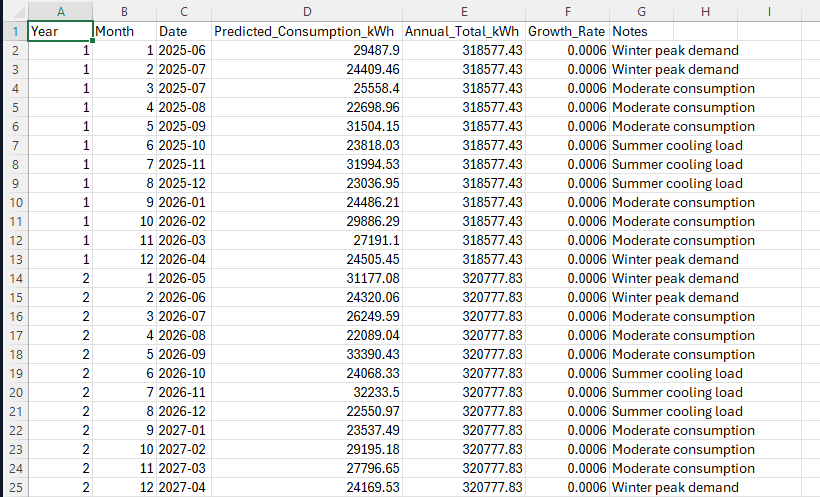 A B C D E F G H I
1 Year Month Date Predicted_Consumption_kWh Annual_Total_kWh Growth_Rate Notes
2 1 1 2025-06 29487.9 318577.43 0.0006 Winter peak demand
3 1 2 2025-07 24409.46 318577.43 0.0006 Winter peak demand
4 1 3 2025-07 25558.4 318577.43 0.0006 Moderate consumption
5 1 4 2025-08 22698.96 318577.43 0.0006 Moderate consumption
6 1 5 2025-09 31504.15 318577.43 0.0006 Moderate consumption
7 1 6 2025-10 23818.03 318577.43 0.0006 Summer cooling load
8 1 7 2025-11 31994.53 318577.43 0.0006 Summer cooling load
9 1 8 2025-12 23036.95 318577.43 0.0006 Summer cooling load
10 1 9 2026-01 24486.21 318577.43 0.0006 Moderate consumption
11 1 10 2026-02 29886.29 318577.43 0.0006 Moderate consumption
12 1 11 2026-03 27191.1 318577.43 0.0006 Moderate consumption
13 1 12 2026-04 24505.45 318577.43 0.0006 Winter peak demand
14 2 1 2026-05 31177.08 320777.83 0.0006 Winter peak demand
15 2 2 2026-06 24320.06 320777.83 0.0006 Winter peak demand
16 2 3 2026-07 26249.59 320777.83 0.0006 Moderate consumption
17 2 4 2026-08 22089.04 320777.83 0.0006 Moderate consumption
18 2 5 2026-09 33390.43 320777.83 0.0006 Moderate consumption
19 2 6 2026-10 24068.33 320777.83 0.0006 Summer cooling load
20 2 7 2026-11 32233.5 320777.83 0.0006 Summer cooling load
21 2 8 2026-12 22550.97 320777.83 0.0006 Summer cooling load
22 2 9 2027-01 23537.49 320777.83 0.0006 Moderate consumption
23 2 10 2027-02 29195.18 320777.83 0.0006 Moderate consumption
24 2 11 2027-03 27796.65 320777.83 0.0006 Moderate consumption
25 2 12 2027-04 24169.53 320777.83 0.0006 Winter peak demand